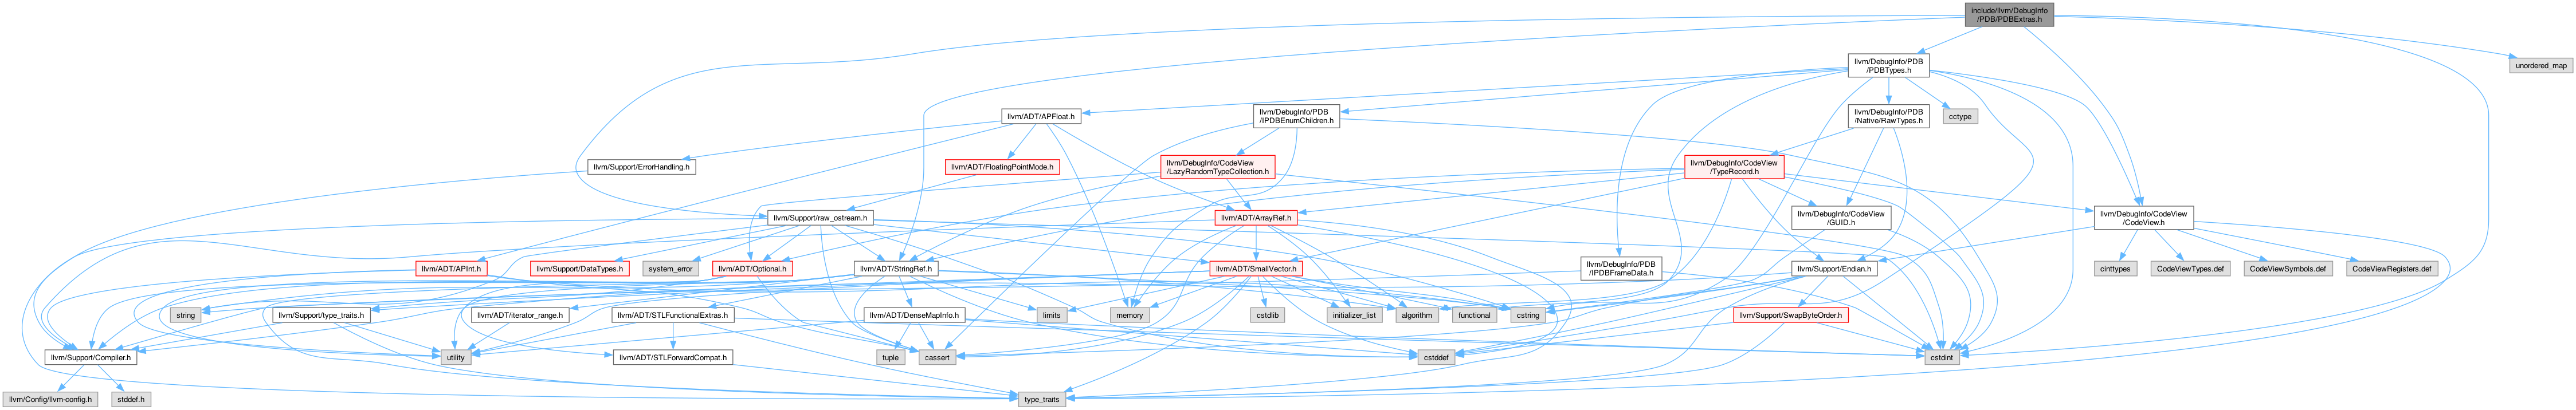 include/llvm/DebugInfo
/PDB/PDBExtras.h
llvm/DebugInfo/PDB
/PDBTypes.h
unordered_map
llvm/ADT/APFloat.h
llvm/DebugInfo/PDB
/IPDBEnumChildren.h
llvm/DebugInfo/PDB
/Native/RawTypes.h
cctype
llvm/Support/ErrorHandling.h
llvm/ADT/FloatingPointMode.h
llvm/DebugInfo/CodeView
/LazyRandomTypeCollection.h
llvm/DebugInfo/CodeView
/TypeRecord.h
llvm/Support/raw_ostream.h
llvm/ADT/ArrayRef.h
llvm/DebugInfo/CodeView
/GUID.h
llvm/DebugInfo/CodeView
/CodeView.h
llvm/ADT/APInt.h
llvm/Support/DataTypes.h
system_error
llvm/ADT/Optional.h
llvm/ADT/StringRef.h
llvm/ADT/SmallVector.h
llvm/DebugInfo/PDB
/IPDBFrameData.h
llvm/Support/Endian.h
cinttypes
CodeViewTypes.def
CodeViewSymbols.def
CodeViewRegisters.def
string
llvm/Support/type_traits.h
llvm/ADT/iterator_range.h
llvm/ADT/STLFunctionalExtras.h
llvm/ADT/DenseMapInfo.h
limits
memory
cstdlib
initializer_list
algorithm
functional
cstring
llvm/Support/SwapByteOrder.h
llvm/Support/Compiler.h
utility
llvm/ADT/STLForwardCompat.h
tuple
cassert
cstddef
cstdint
llvm/Config/llvm-config.h
stddef.h
type_traits